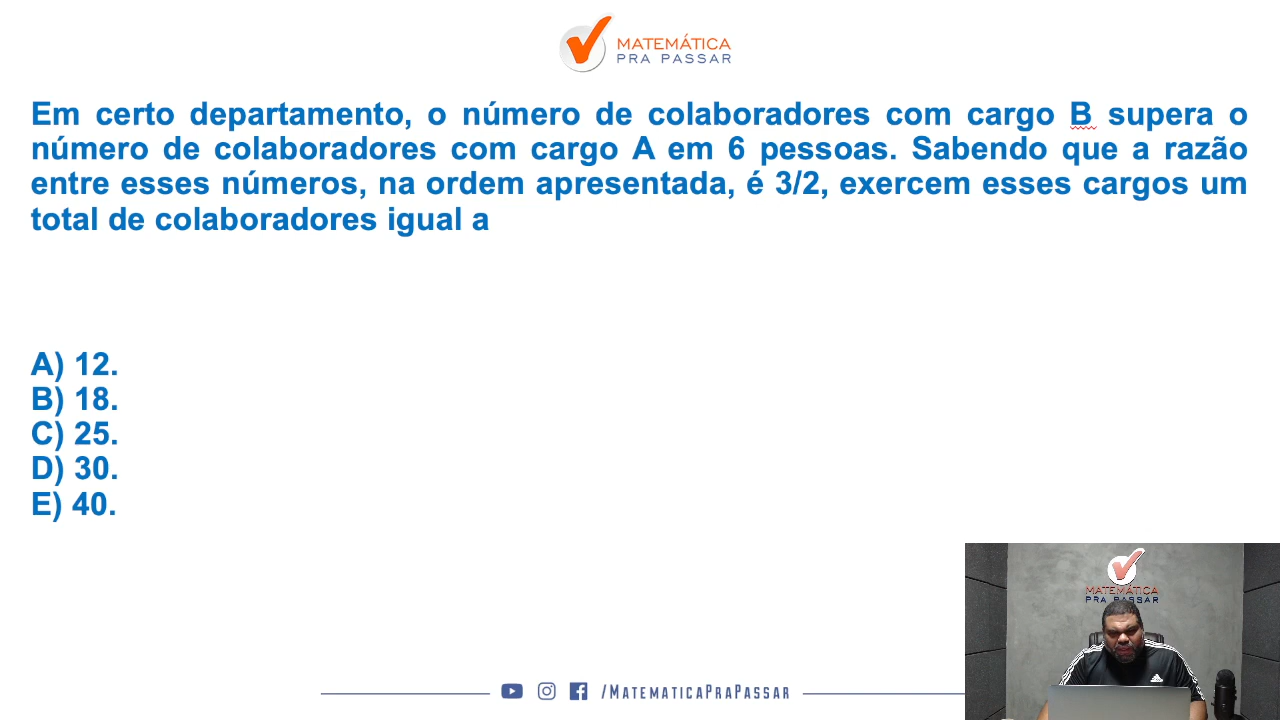 MATEMÁTICA
PRA PASSAR
Em certo departamento, o número de colaboradores com cargo B supera o
número de colaboradores com cargo A em 6 pessoas. Sabendo que a razão
entre esses números, na ordem apresentada, é 3/2, exercem esses cargos um
total de colaboradores igual a
A) 12.
B) 18.
C) 25.
D) 30.
E) 40.
MATEMÁTICA
PRA PASSAR
/MATEMATICAPRAPASSAR